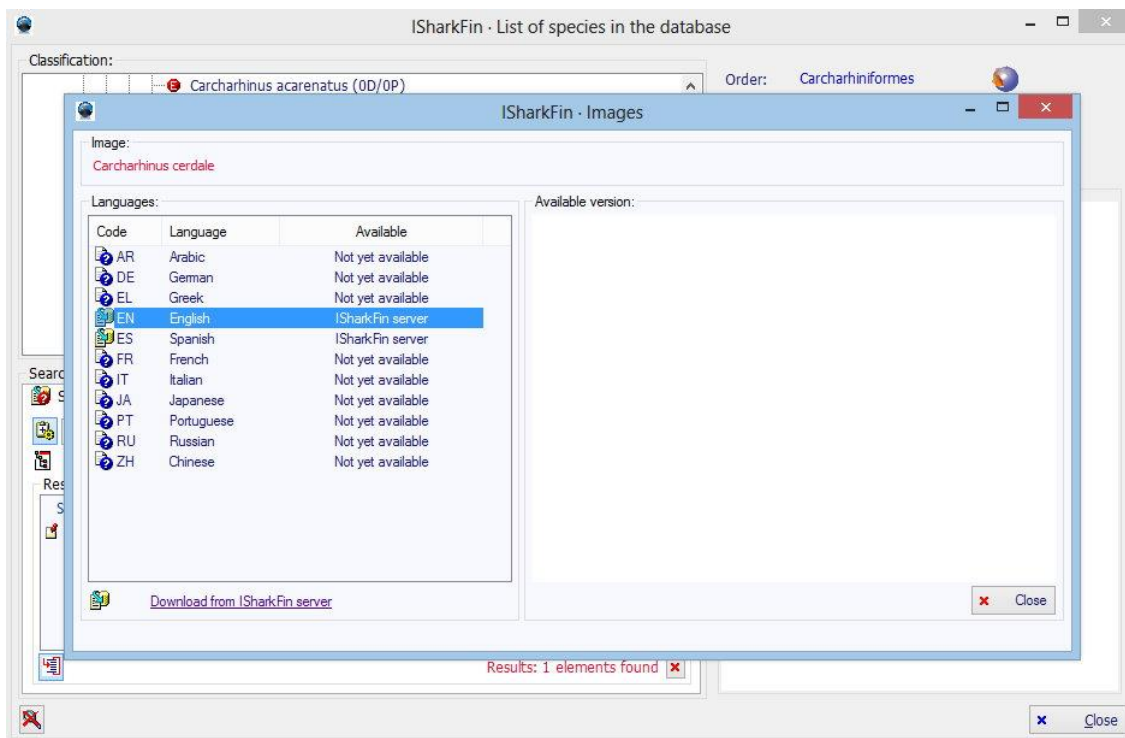 ISharkFin · List of species in the database
Classification:
Carcharhinus acarenatus (0D/0P)
Order: Carcharhiniformes
ISharkFin · Images
Image:
Carcharhinus cerdale
Languages:
Code Language Available
AR Arabic Not yet available
DE German Not yet available
EL Greek Not yet available
EN English ISharkFin server
ES Spanish ISharkFin server
FR French Not yet available
IT Italian Not yet available
JA Japanese Not yet available
PT Portuguese Not yet available
RU Russian Not yet available
ZH Chinese Not yet available
Download from ISharkFin server
Available version:
Close
Searc
S
Res
S
Results: 1 elements found
Close